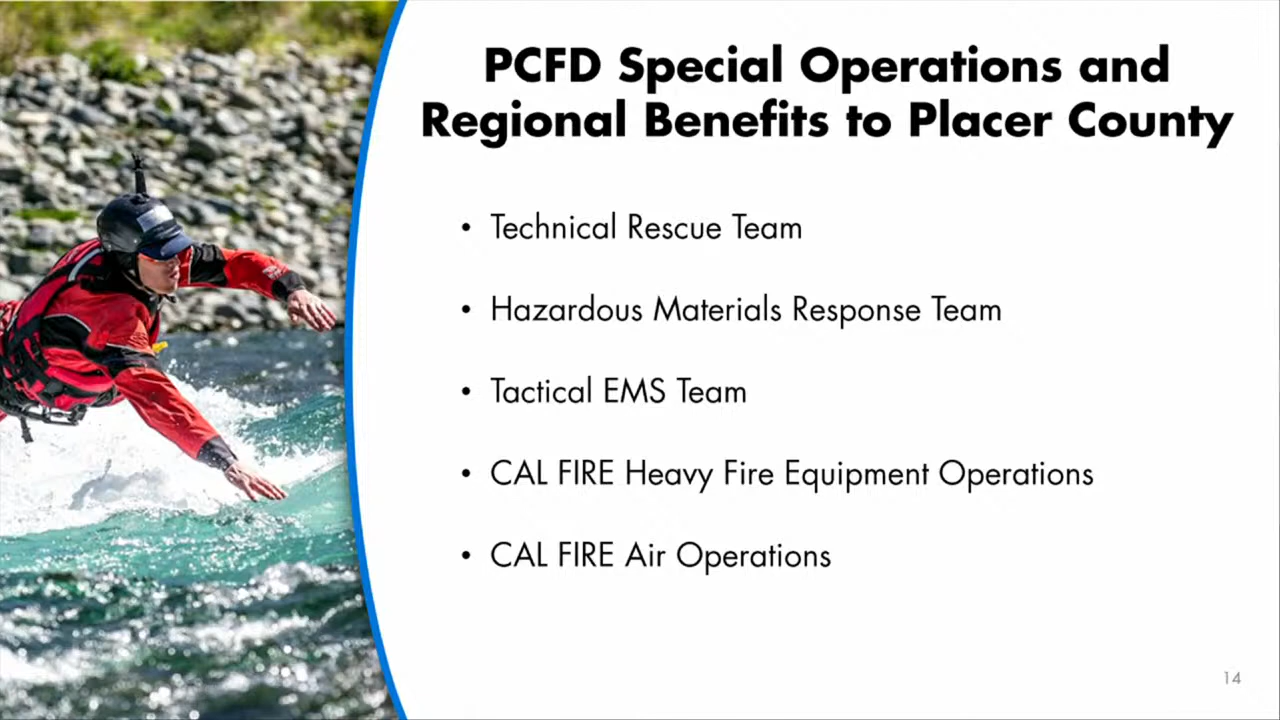 PCFD Special Operations and
Regional Benefits to Placer County
• Technical Rescue Team
• Hazardous Materials Response Team
• Tactical EMS Team
• CAL FIRE Heavy Fire Equipment Operations
• CAL FIRE Air Operations
14